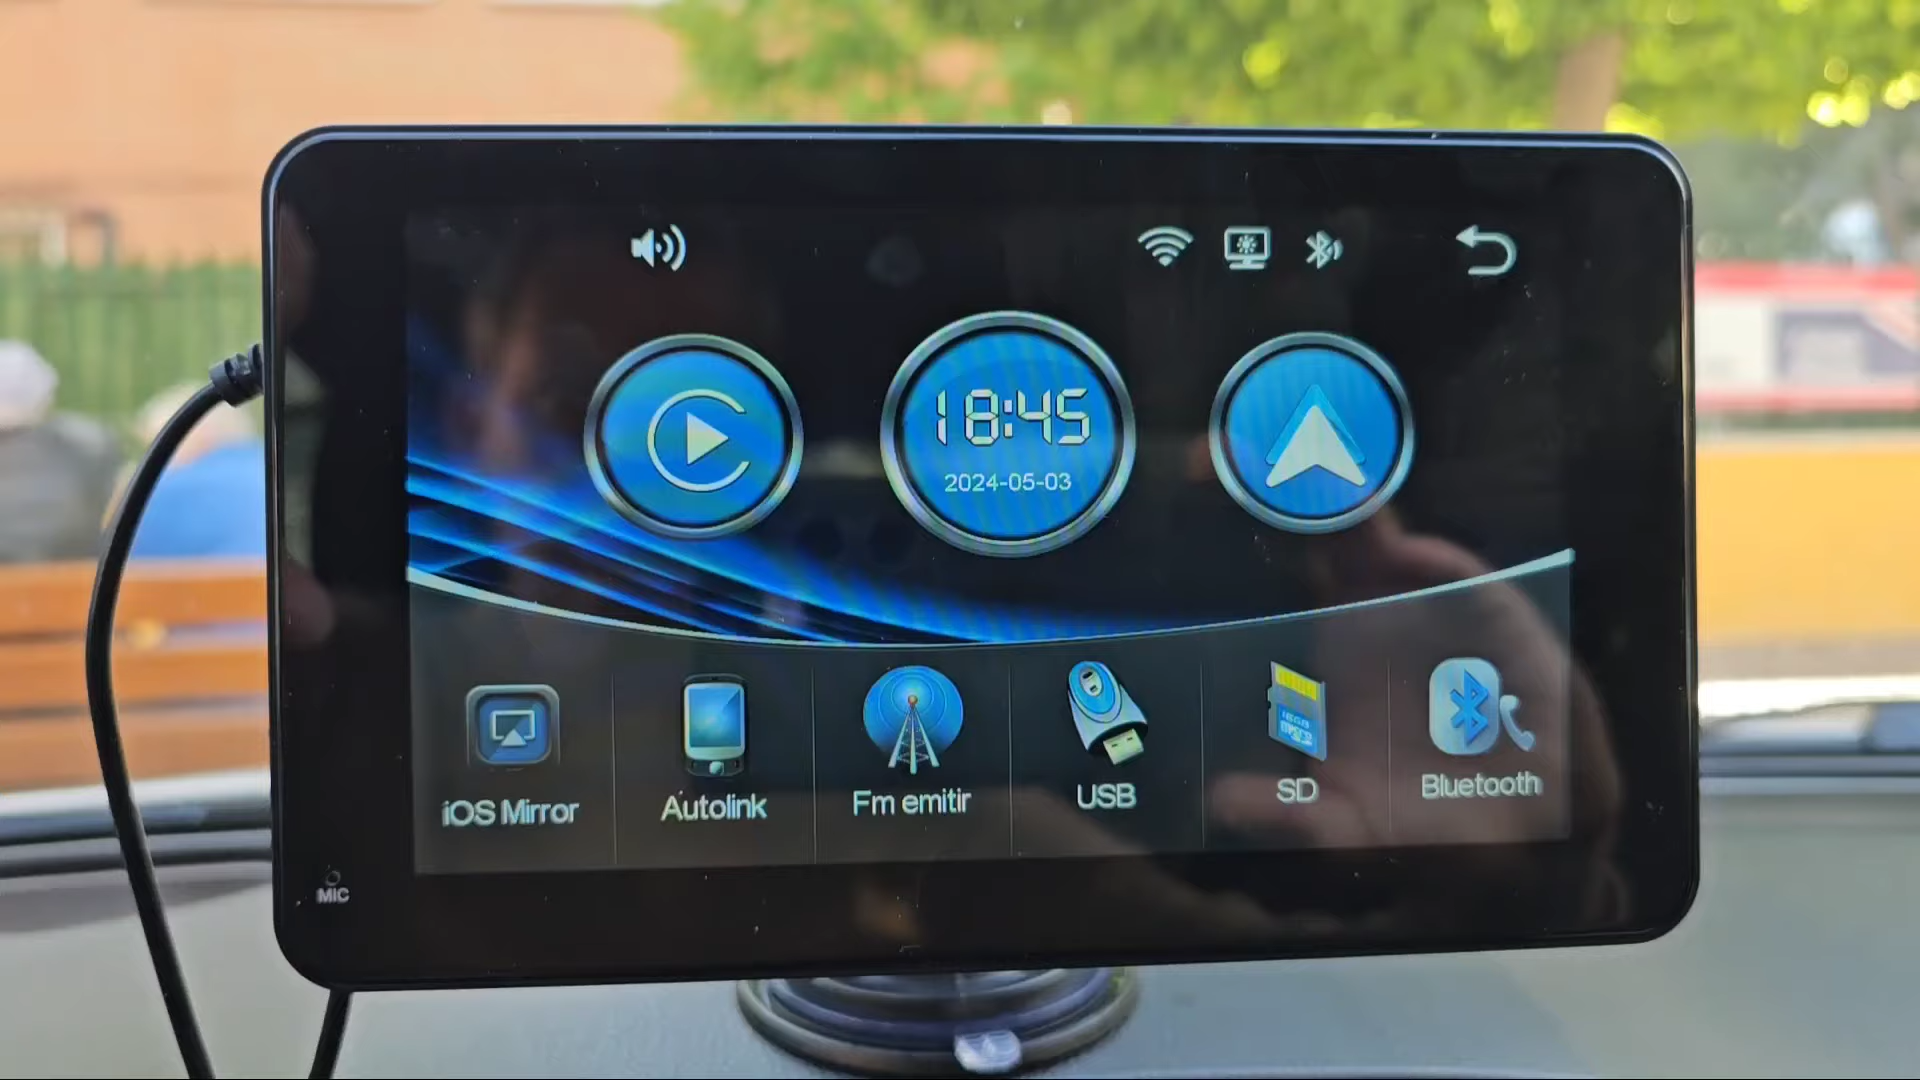 18:45
2024-05-03
iOS Mirror
Autolink
Fm emitir
USB
SD
Bluetooth
MIC